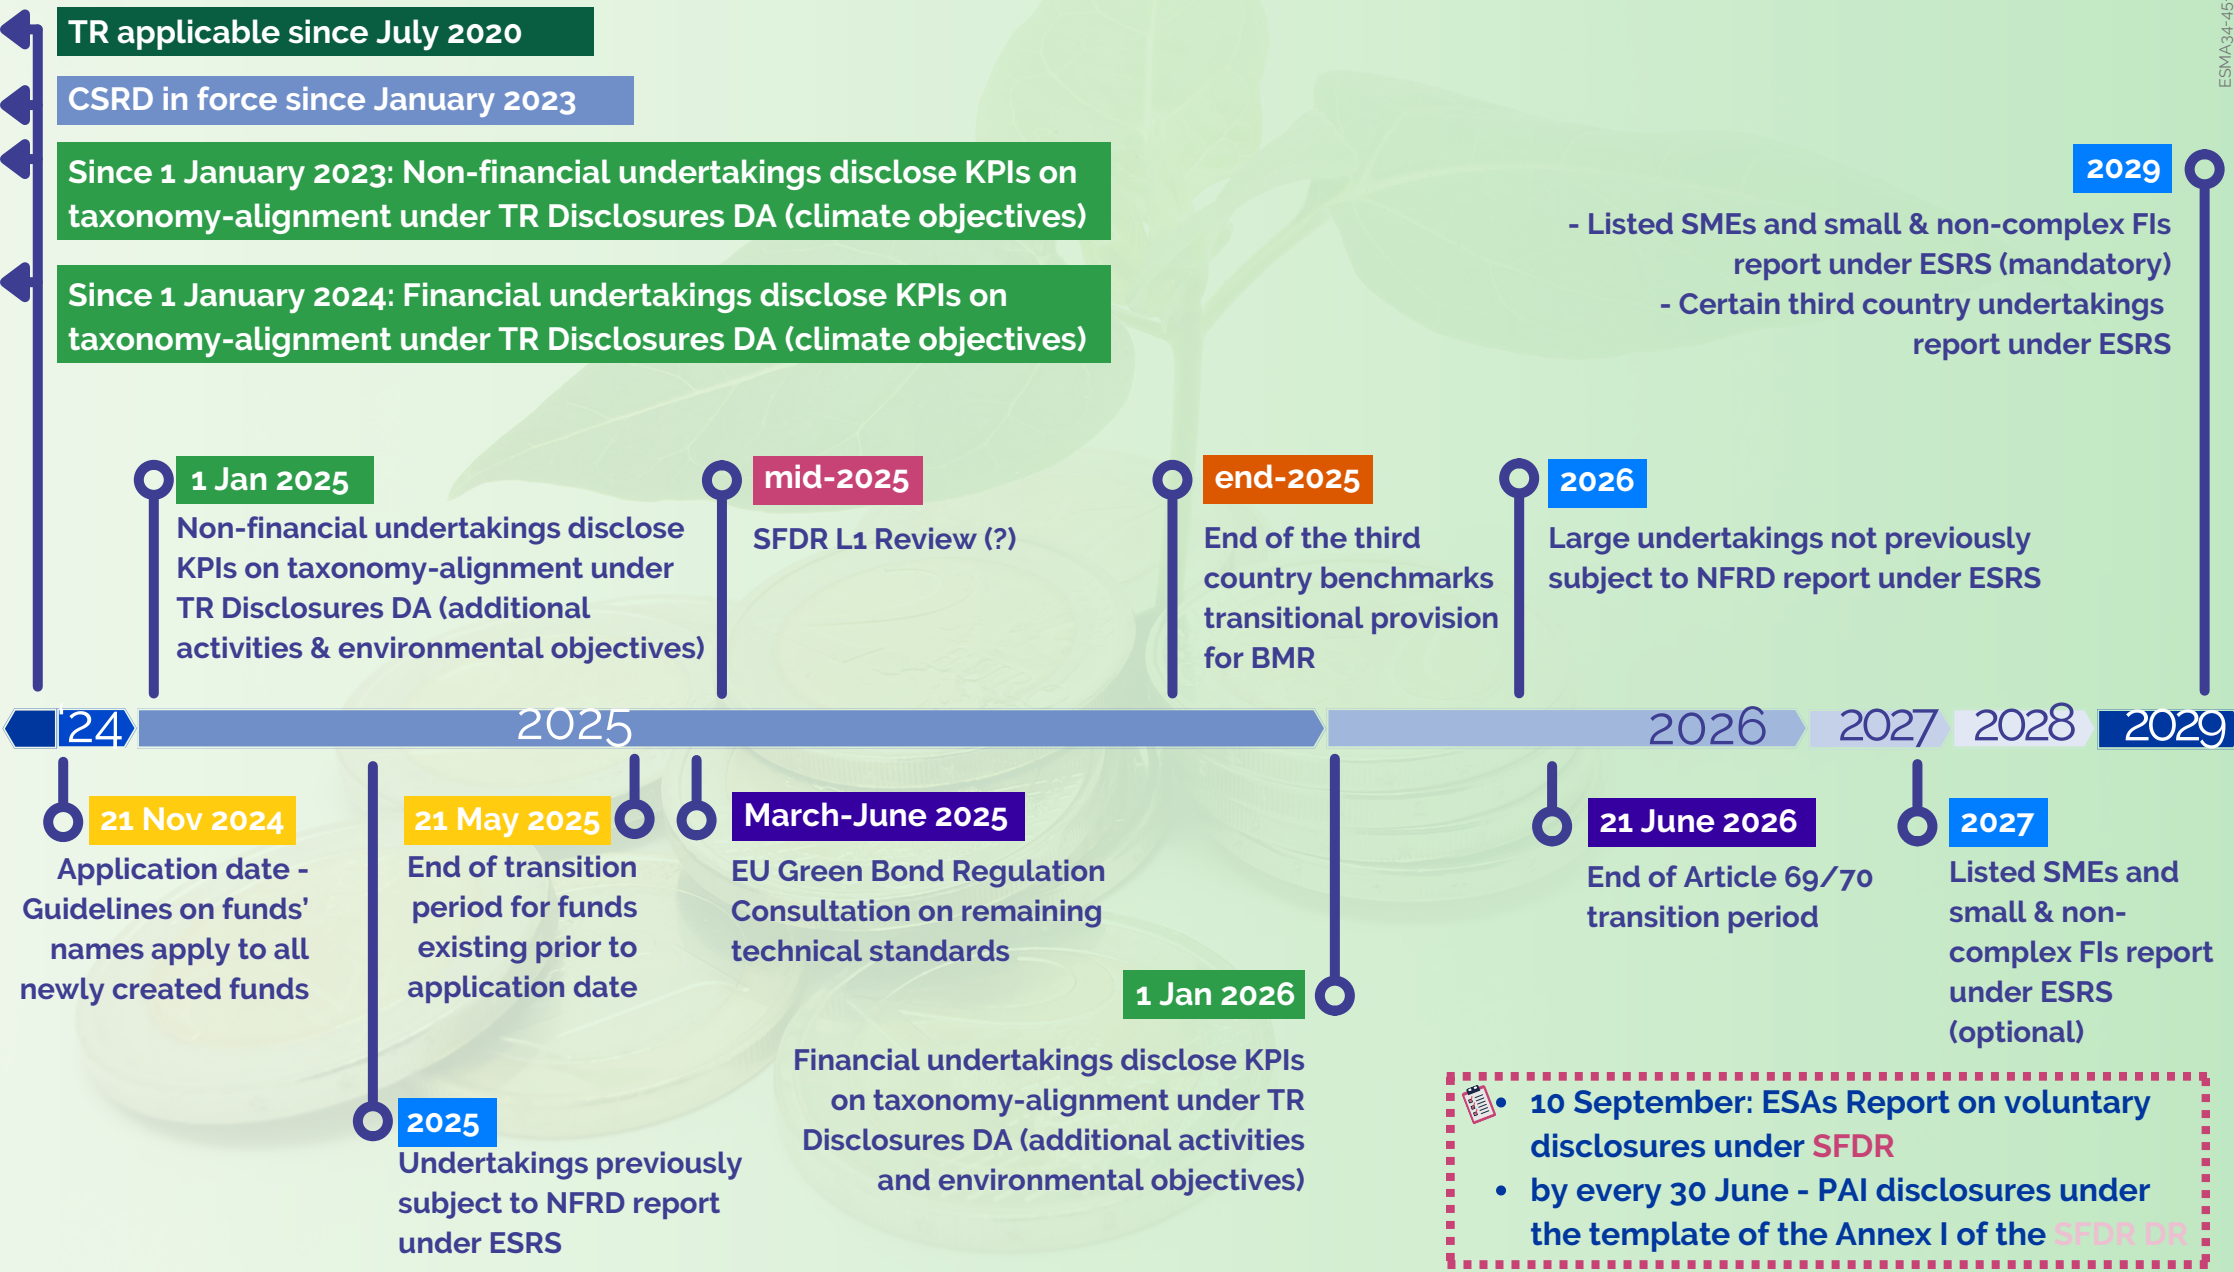 TR applicable since July 2020
CSRD in force since January 2023
Since 1 January 2023: Non-financial undertakings disclose KPIs on
taxonomy-alignment under TR Disclosures DA (climate objectives)
Since 1 January 2024: Financial undertakings disclose KPIs on
taxonomy-alignment under TR Disclosures DA (climate objectives)
ESMA34-45
2029
- Listed SMEs and small & non-complex FIs
report under ESRS (mandatory)
- Certain third country undertakings
report under ESRS
1 Jan 2025
Non-financial undertakings disclose
KPIs on taxonomy-alignment under
TR Disclosures DA (additional
activities & environmental objectives)
mid-2025
SFDR L1 Review (?)
end-2025
End of the third
country benchmarks
transitional provision
for BMR
2026
Large undertakings not previously
subject to NFRD report under ESRS
'24
2025
2026
2027
2028
2029
21 Nov 2024
Application date -
Guidelines on funds’
names apply to all
newly created funds
2025
Undertakings previously
subject to NFRD report
under ESRS
21 May 2025
End of transition
period for funds
existing prior to
application date
March-June 2025
EU Green Bond Regulation
Consultation on remaining
technical standards
1 Jan 2026
Financial undertakings disclose KPIs
on taxonomy-alignment under TR
Disclosures DA (additional activities
and environmental objectives)
21 June 2026
End of Article 69/70
transition period
2027
Listed SMEs and
small & non-
complex FIs report
under ESRS
(optional)
• 10 September: ESAs Report on voluntary
disclosures under SFDR
• by every 30 June - PAI disclosures under
the template of the Annex I of the SFDR DR